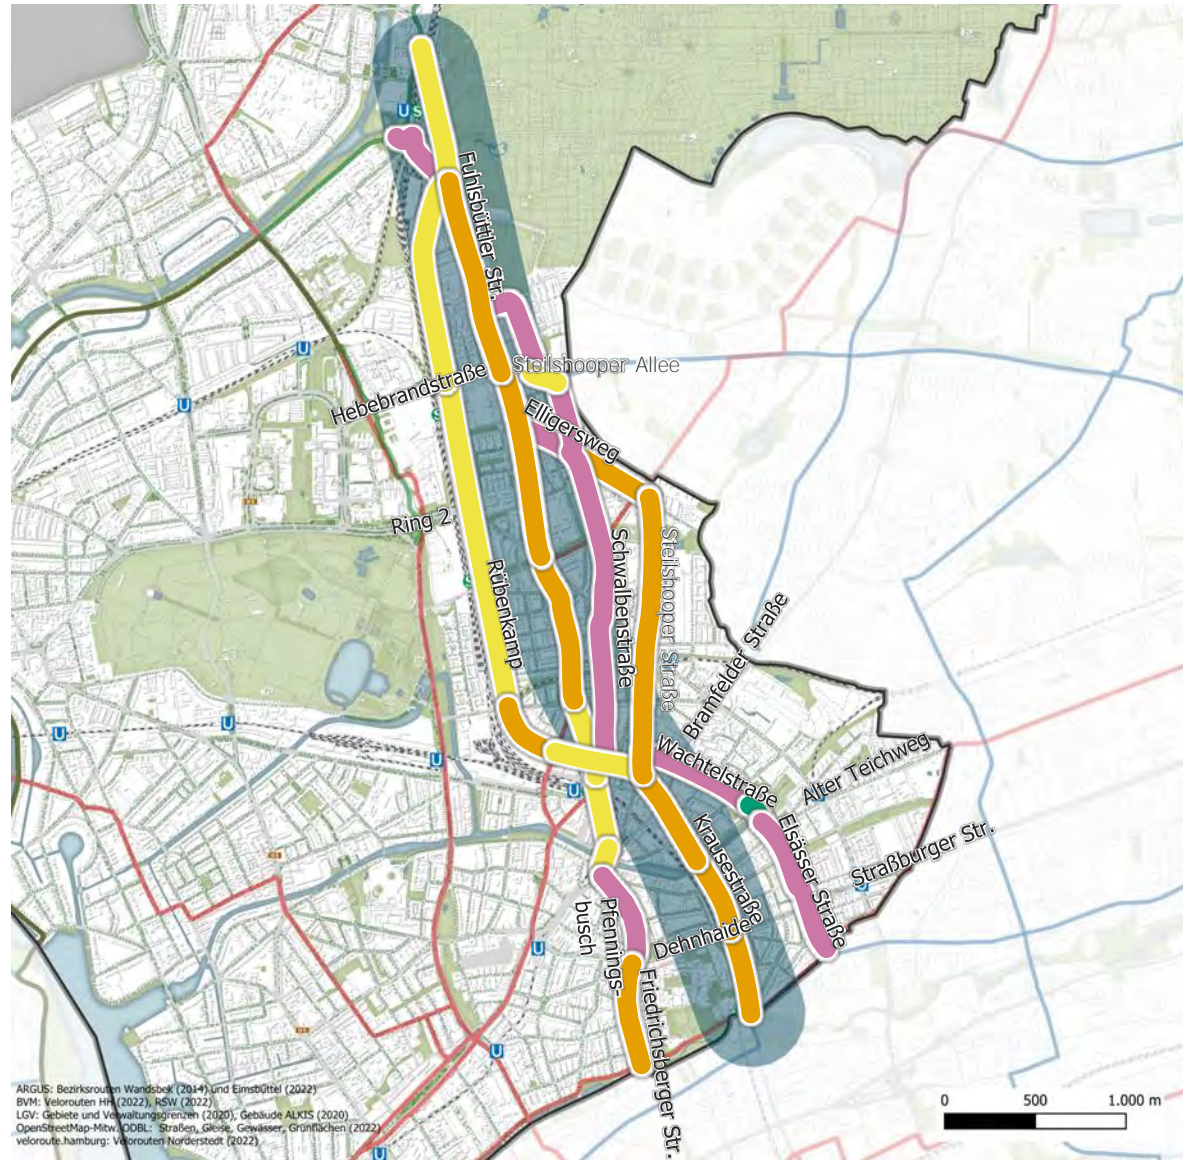 U S
Fuhlsbüttler Str.
U
Steilshooper Allee
Hebebrandstraße
U
Elligersweg
S
Ring 2
Schwalbenstraße
Steilshooper Straße
Rübenkamp
S
Bramfelder Straße
U
U
U
Wachtelstraße
Alter Teichweg
U
Krausestraße
Elsässer Straße
Straßburger Str.
U
Pfennings-
busch
Dehnhaide
U
Friedrichsberger Str.
U
ARGUS: Bezirksrouten Wandsbek (2014) und Eimsbüttel (2022)
BVM: Velorouten HH (2022), RSW (2022)
LGV: Gebiete und Verwaltungsgrenzen (2020), Gebäude ALKIS (2020)
OpenStreetMap-Mitw. ODBL: Straßen, Gleise, Gewässer, Grünflächen (2022)
veloroute.hamburg: Velorouten Norderstedt (2022)
0 500 1.000 m
U